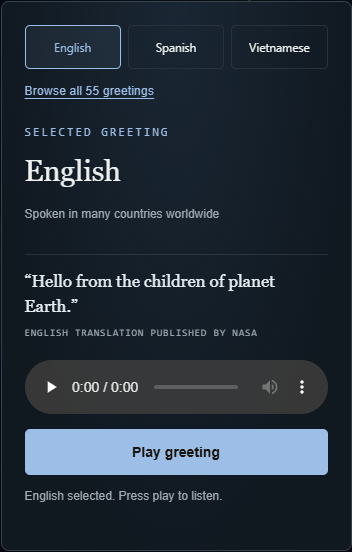 English
Spanish
Vietnamese
Browse all 55 greetings
SELECTED GREETING
English
Spoken in many countries worldwide
“Hello from the children of planet
Earth.”
ENGLISH TRANSLATION PUBLISHED BY NASA
0:00 / 0:00
Play greeting
English selected. Press play to listen.